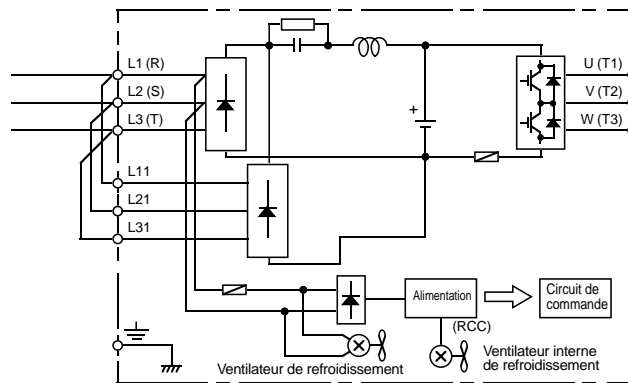 L1 (R)
L2 (S)
L3 (T)
L11
L21
L31
+
U (T1)
V (T2)
W (T3)
Alimentation
(RCC)
Circuit de
commande
Ventilateur de refroidissement
Ventilateur interne
de refroidissement